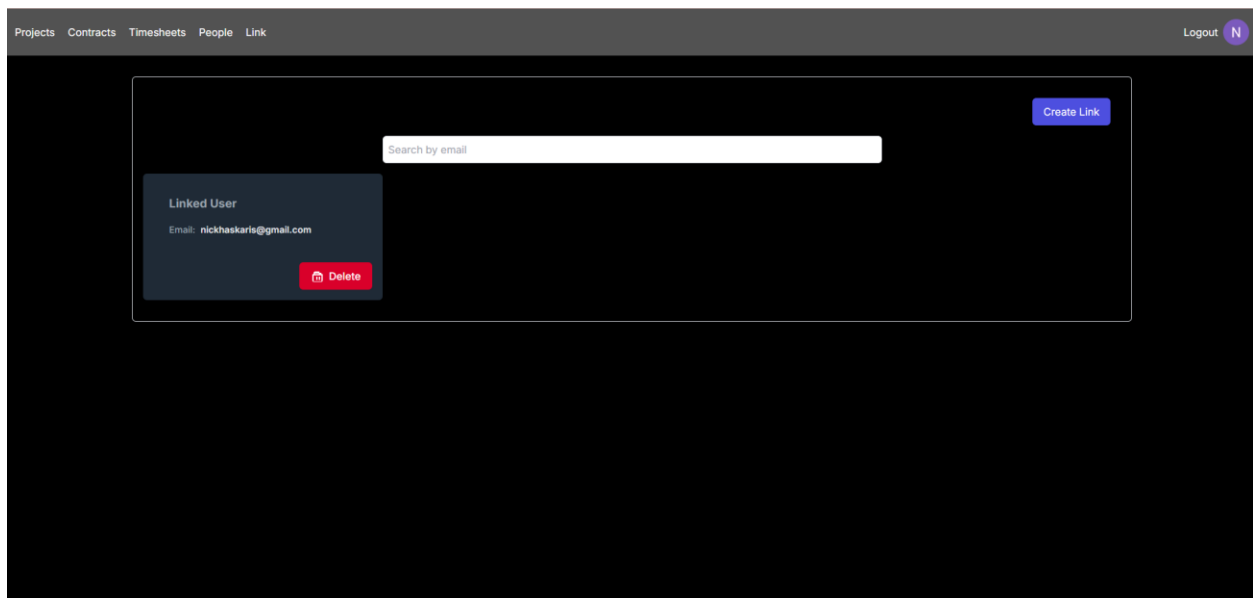 Projects Contracts Timesheets People Link Logout N
Create Link
Search by email
Linked User
Email: nickhaskaris@gmail.com
Delete